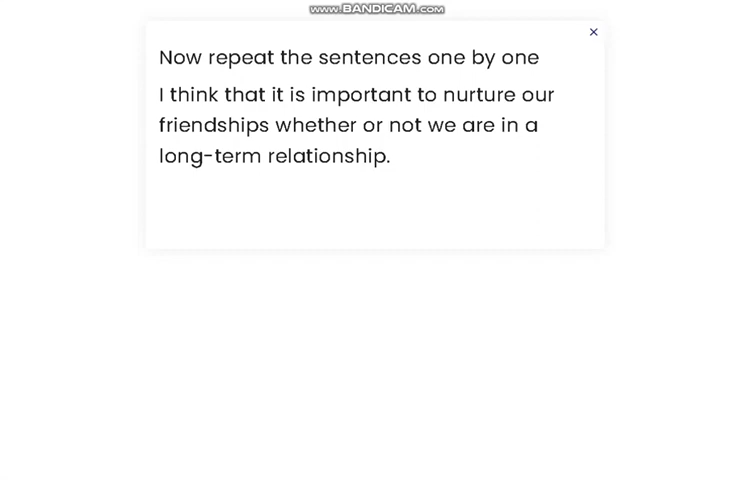 www.BANDICAM.com
Now repeat the sentences one by one
I think that it is important to nurture our
friendships whether or not we are in a
long-term relationship.